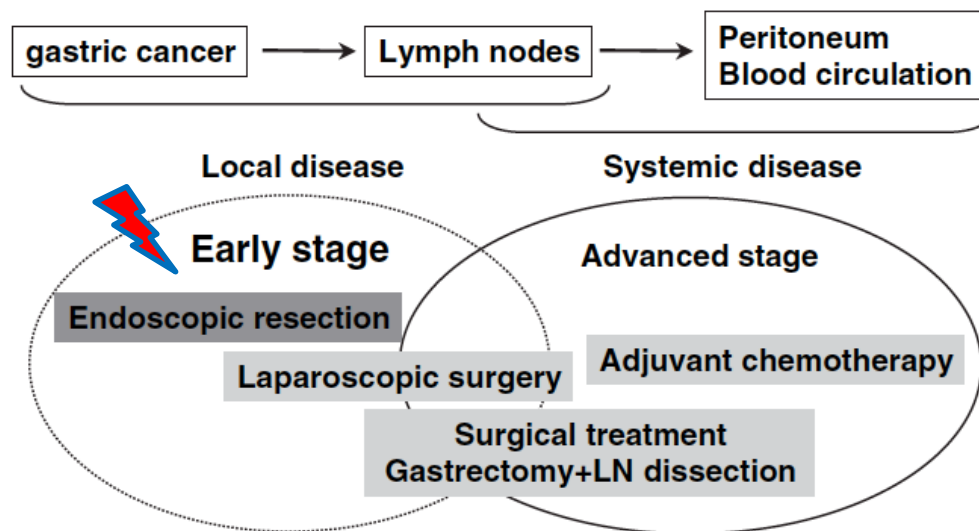 gastric cancer
Lymph nodes
Peritoneum
Blood circulation
Local disease
Systemic disease
Early stage
Advanced stage
Endoscopic resection
Laparoscopic surgery
Adjuvant chemotherapy
Surgical treatment
Gastrectomy+LN dissection